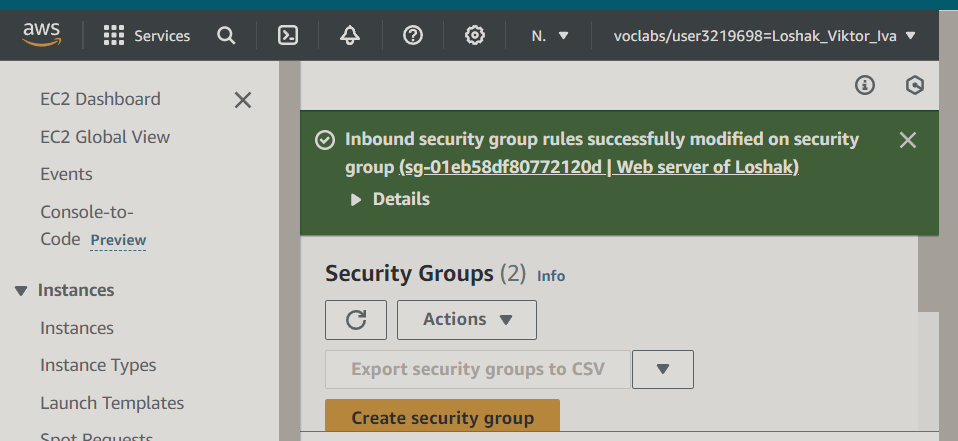 aws
Services
N.
voclabs/user3219698=Loshak_Viktor_Iva
EC2 Dashboard
EC2 Global View
Events
Console-to-
Code Preview
Instances
Instances
Instance Types
Launch Templates
Spot Requests
Inbound security group rules successfully modified on security
group (sg-01eb58df80772120d | Web server of Loshak)
Details
Security Groups (2) Info
Actions
Export security groups to CSV
Create security group